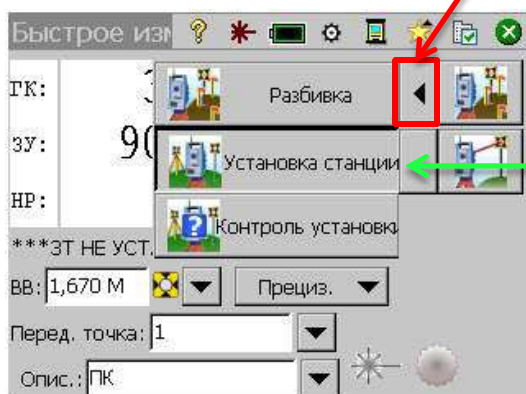 Быстрое изм
ГК:
Разбивка
ЗУ: 90
Установка станции
НР:
Контроль установки
***ЗТ НЕ УСТ.
ВВ: 1,670 М Прециз.
Перед. точка: 1
Опис.: ПК